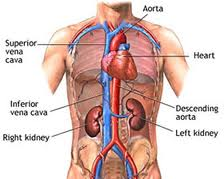 Aorta
Superior
vena
cava
Heart
Inferior
vena cava
Descending
aorta
Right kidney
Left kidney